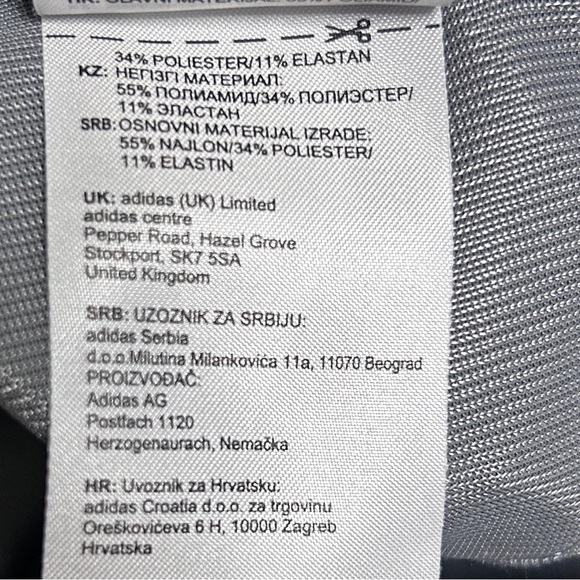 34% POLIESTER/11% ELASTAN
KZ: НЕГІЗГІ МАТЕРИАЛ:
55% ПОЛИАМИД/34% ПОЛИЭСТЕР/
11% ЭЛАСТАН
SRB: OSNOVNI MATERIJAL IZRADE:
55% NAJLON/34% POLIESTER/
11% ELASTIN
UK: adidas (UK) Limited
adidas centre
Pepper Road, Hazel Grove
Stockport, SK7 5SA
United Kingdom
SRB: UZOZNIK ZA SRBIJU:
adidas Serbia
d.o.o Milutina Milankovića 11a, 11070 Beograd
PROIZVOĐAČ:
Adidas AG
Postfach 1120
Herzogenaurach, Nemačka
HR: Uvoznik za Hrvatsku:
adidas Croatia d.o.o. za trgovinu
Oreškovićeva 6 H, 10000 Zagreb
Hrvatska